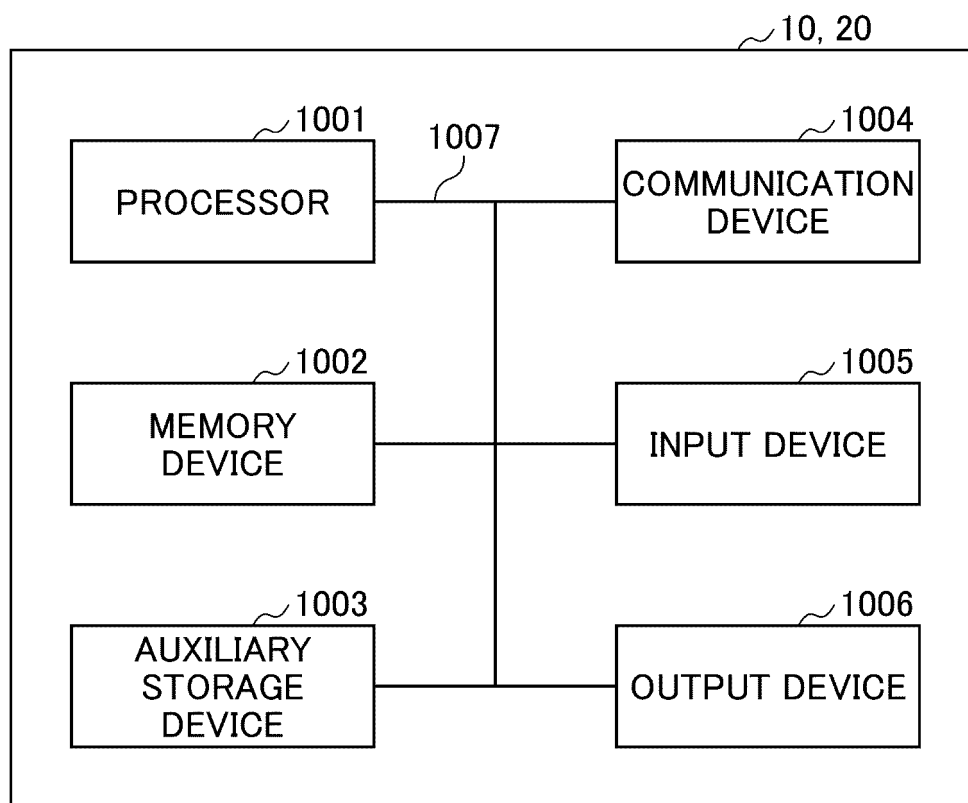 10, 20
1001
PROCESSOR
1007
1004
COMMUNICATION
DEVICE
1002
MEMORY
DEVICE
1005
INPUT DEVICE
1003
AUXILIARY
STORAGE
DEVICE
1006
OUTPUT DEVICE